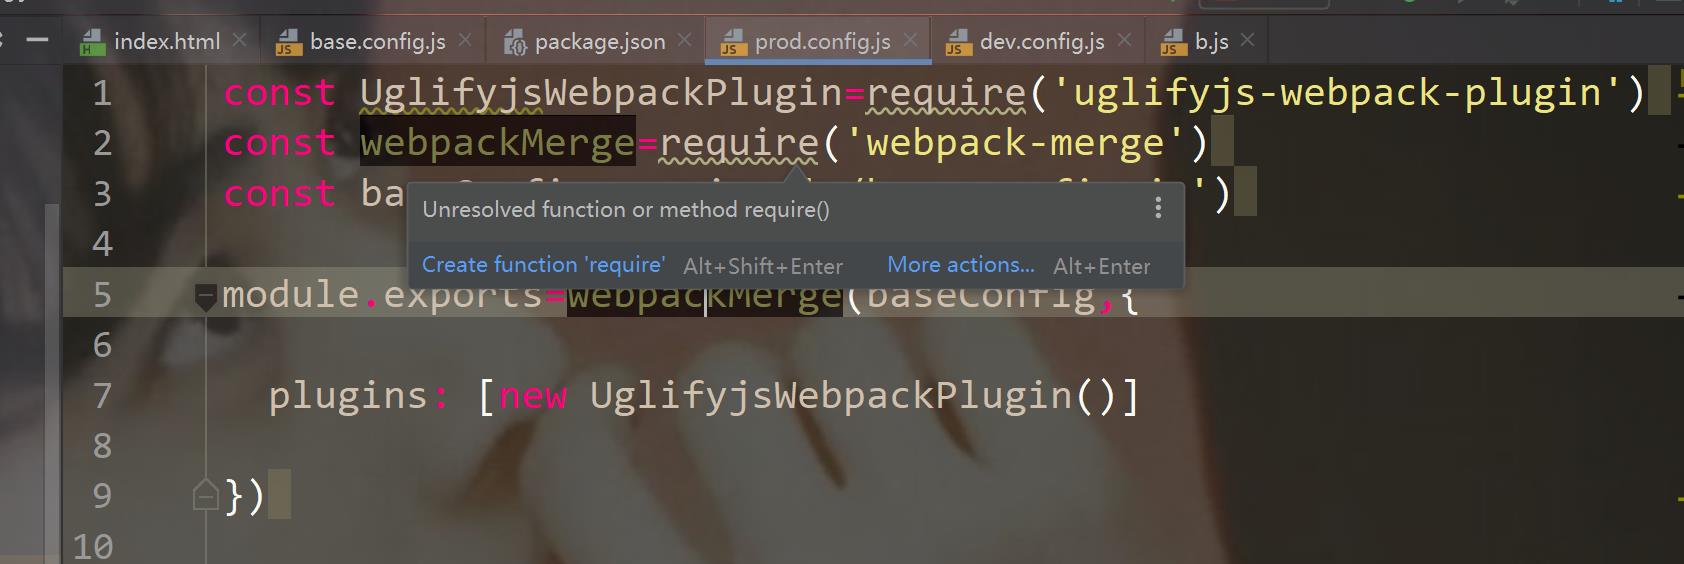 index.html base.config.js package.json prod.config.js dev.config.js b.js
1 const UglifyjsWebpackPlugin=require('uglifyjs-webpack-plugin')
2 const webpackMerge=require('webpack-merge')
3 const ba ')
Unresolved function or method require()
4
Create function 'require' Alt+Shift+Enter More actions... Alt+Enter
5 module.exports=webpackMerge(baseConfig,{
6
7 plugins: [new UglifyjsWebpackPlugin()]
8
9 })
10